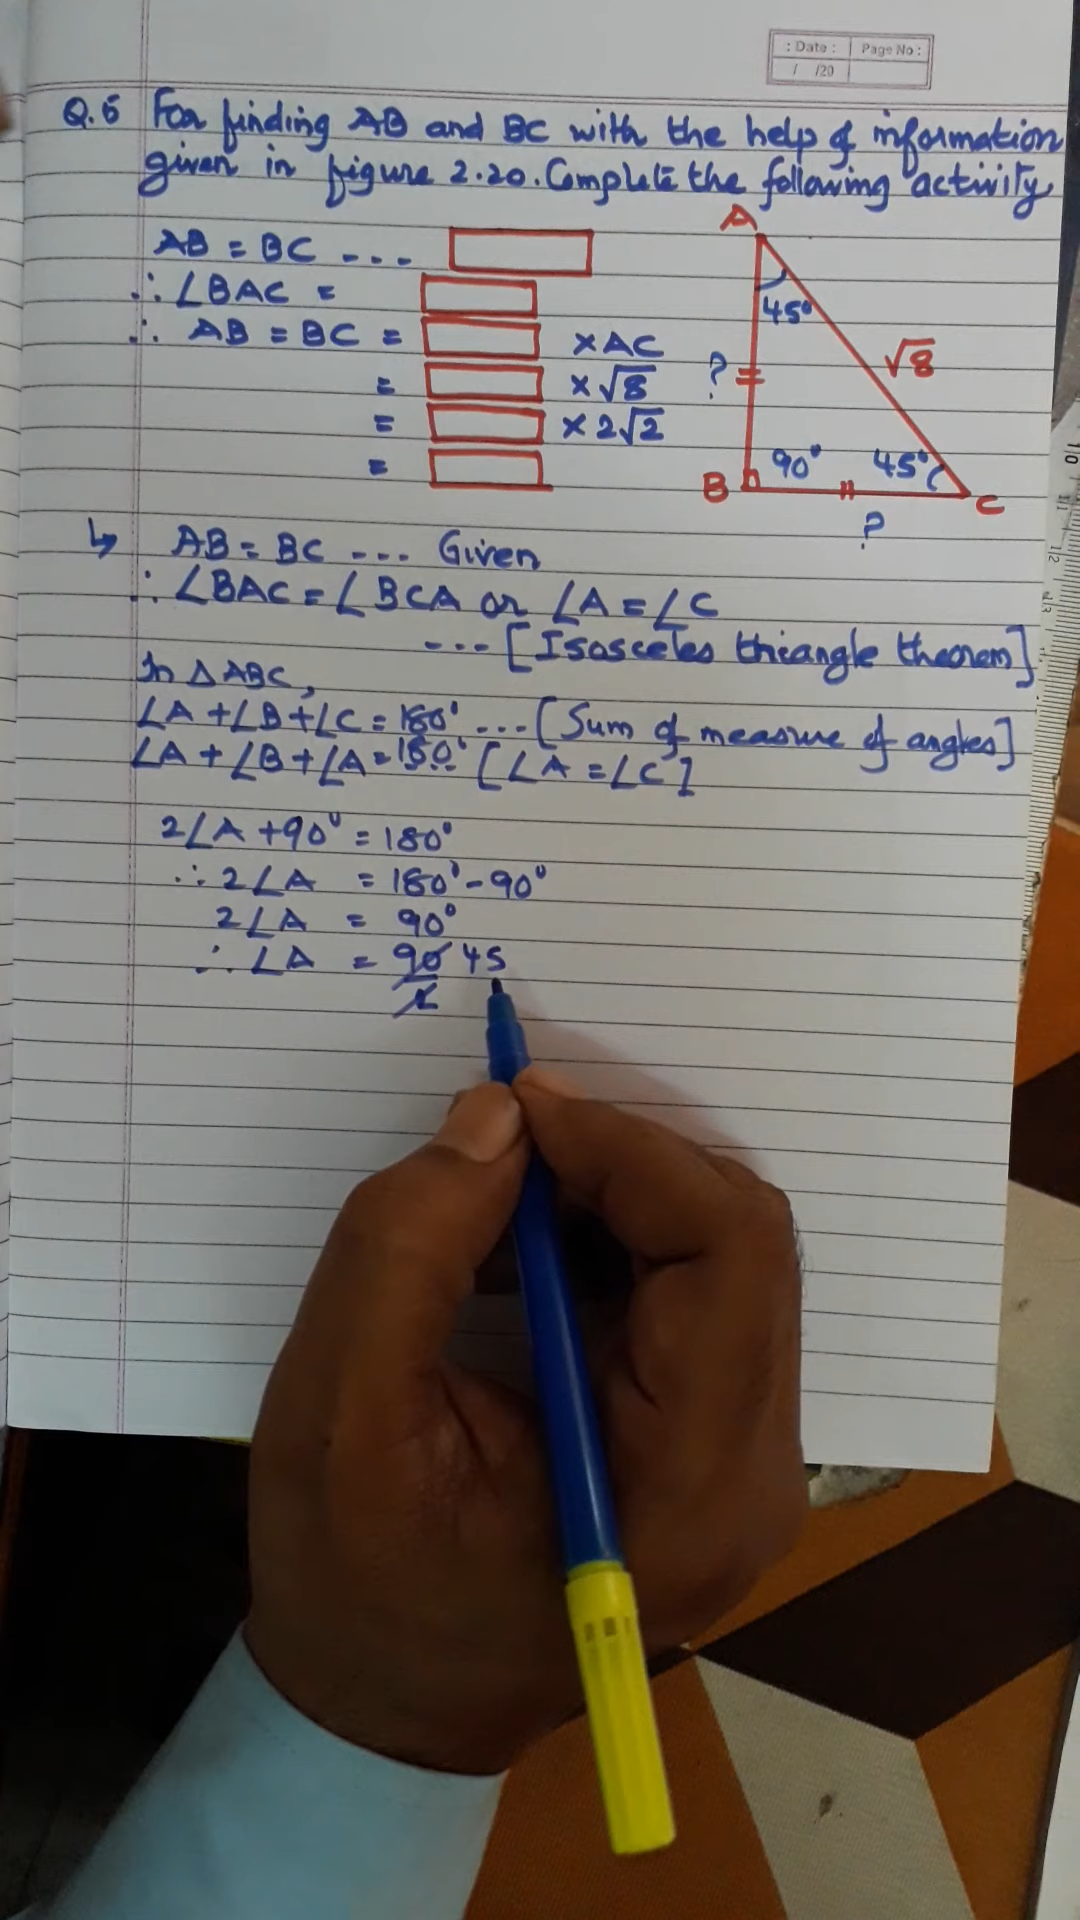 : Date : Page No :
/ /20
Q.5 For finding AB and BC with the help of information
given in figure 2.20. Complete the following activity
AB = BC ---
∴ ∠BAC =
∴ AB = BC = × AC
= × √8
= × 2√2
=
A
45°
√8
?
90° 45°
B C
?
↳ AB = BC --- Given
∴ ∠BAC = ∠BCA or ∠A = ∠C
--- [Isosceles triangle theorem]
In △ABC,
∠A + ∠B + ∠C = 180° --- [Sum of measure of angles]
∠A + ∠B + ∠A = 180° [∠A = ∠C]
2∠A + 90° = 180°
∴ 2∠A = 180° - 90°
2∠A = 90°
∴ ∠A = 90 45
2